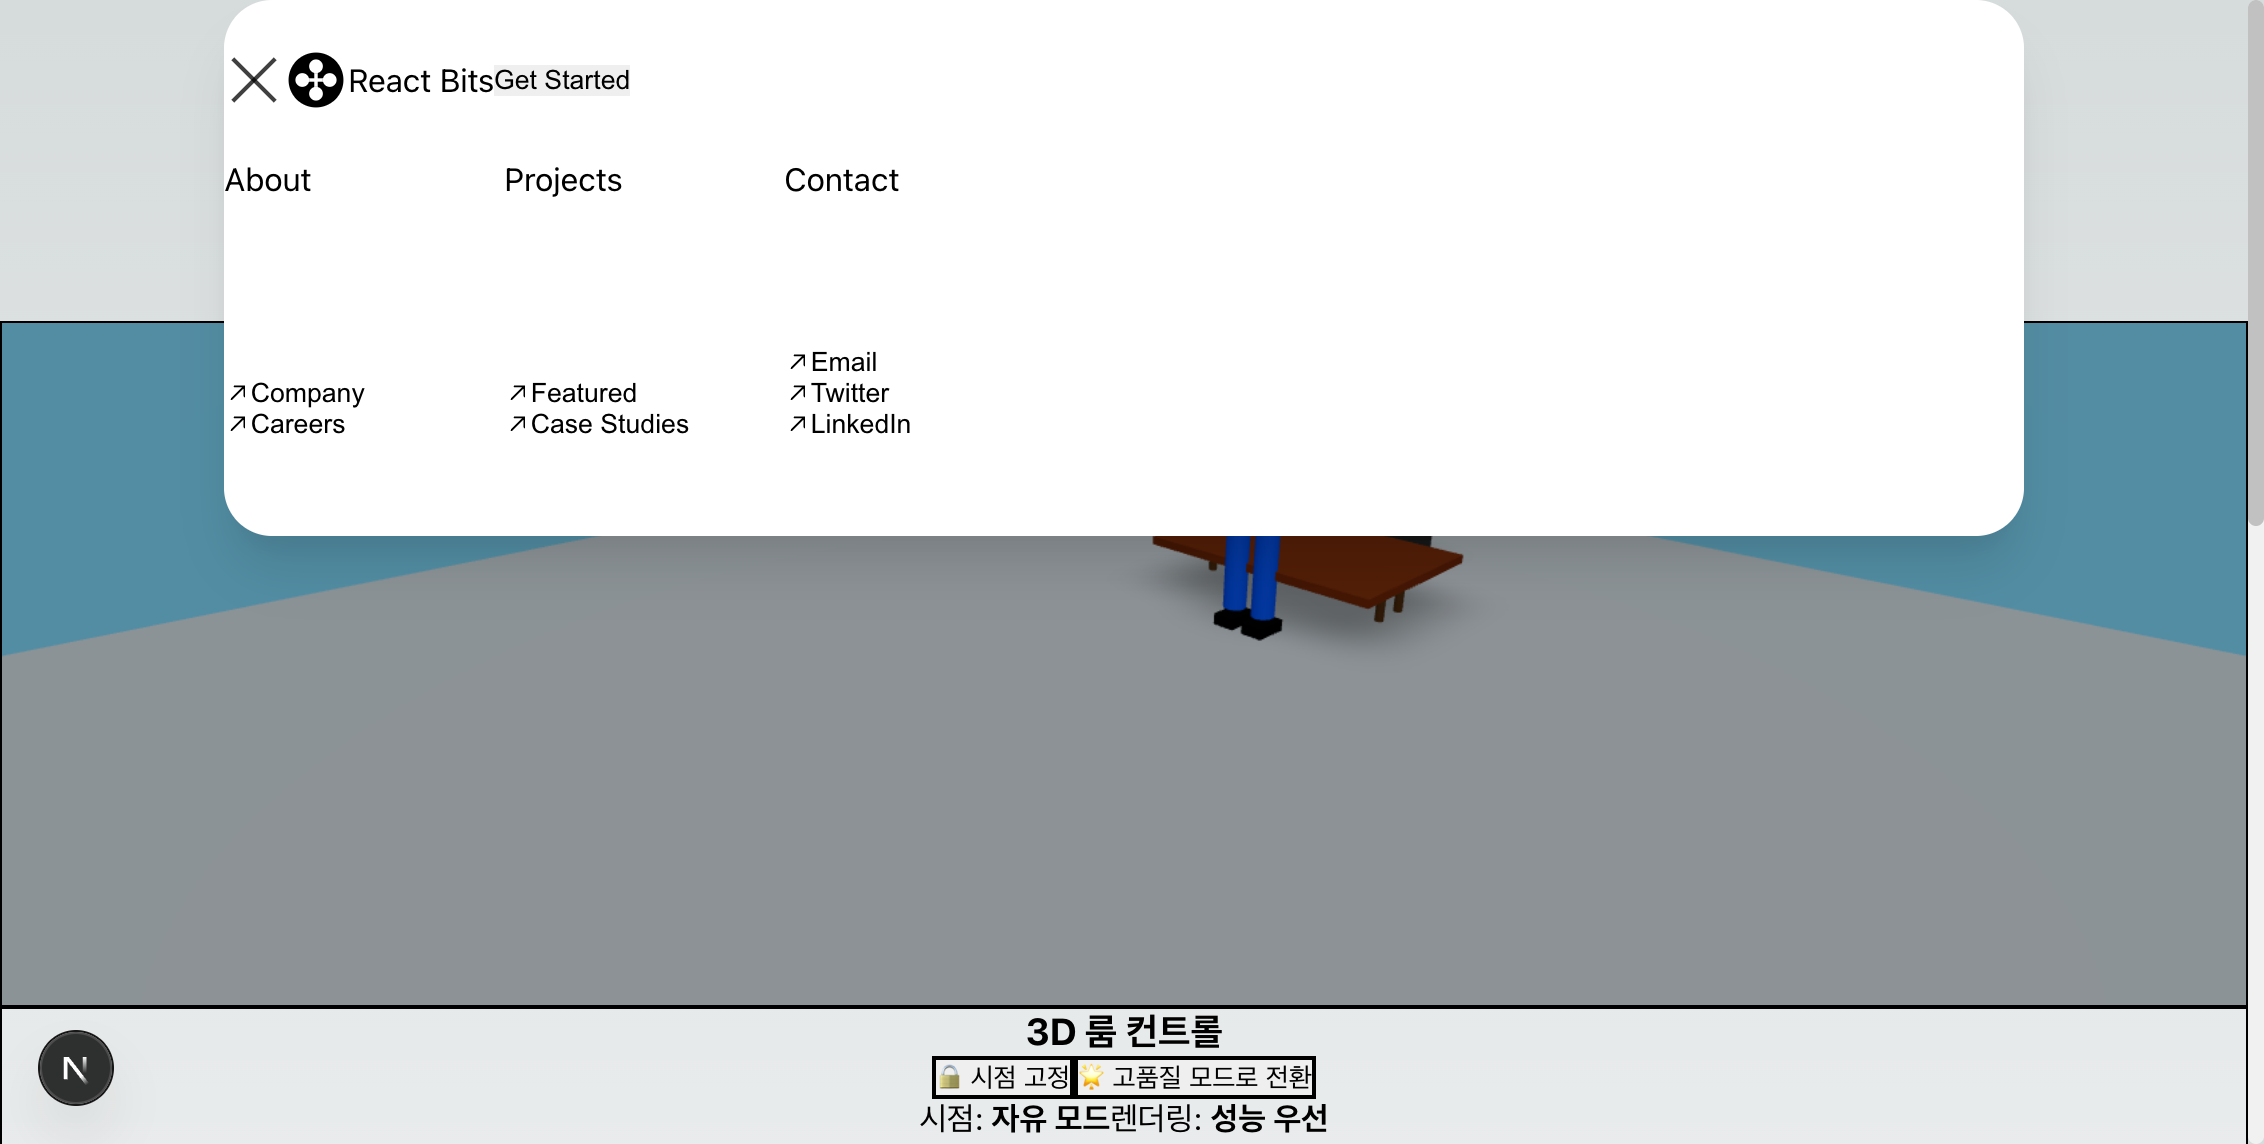 React Bits Get Started
About Projects Contact
Company
Careers
Featured
Case Studies
Email
Twitter
LinkedIn
3D 룸 컨트롤
🔒 시점 고정 🌟 고품질 모드로 전환
시점: 자유 모드렌더링: 성능 우선
N